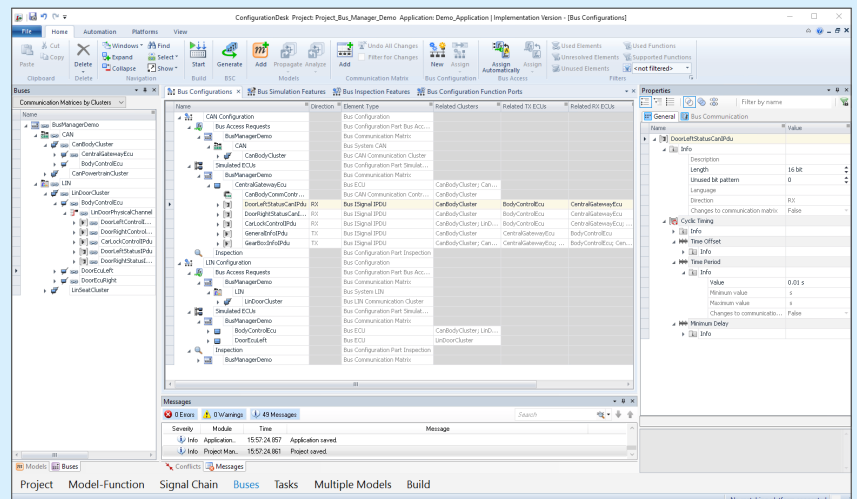 ConfigurationDesk Project: Project_Bus_Manager_Demo Application: Demo_Application | Implementation Version - [Bus Configurations]
File Home Automation Platforms View
Cut
Copy
Paste
Delete
Windows Find
Expand Select
Collapse Show
Start
Generate
Add Propagate Analyze
Add
Undo All Changes
Filter for Changes
New Assign
Assign Automatically Assign
Used Elements Used Functions
Unresolved Elements Supported Functions
Unused Elements <not filtered>
Clipboard Delete Navigation Build BSC Models Communication Matrix Bus Configuration Bus Access Filters
Buses
Communication Matrices by Clusters
Name
BusManagerDemo
CAN
CanBodyCluster
CentralGatewayEcu
BodyControlEcu
CanPowertrainCluster
LIN
LinDoorCluster
BodyControlEcu
LinDoorPhysicalChannel
DoorLeftControlI...
DoorRightControl...
CarLockControlIPdu
DoorLeftStatusIPdu
DoorRightStatusI...
DoorEcuLeft
DoorEcuRight
LinSeatCluster
Models Buses
Bus Configurations Bus Simulation Features Bus Inspection Features Bus Configuration Function Ports
Name Direction Element Type Related Clusters Related TX ECUs Related RX ECUs
CAN Configuration Bus Configuration
Bus Access Requests Bus Configuration Part Bus Acc...
BusManagerDemo Bus Communication Matrix
CAN Bus System CAN
CanBodyCluster Bus CAN Communication Cluster
Simulated ECUs Bus Configuration Part Simulat...
BusManagerDemo Bus Communication Matrix
CentralGatewayEcu Bus ECU CanBodyCluster; Can...
CanBodyCommContr... Bus CAN Communication Contr... CanBodyCluster
DoorLeftStatusCanIPdu RX Bus ISignal IPDU CanBodyCluster BodyControlEcu CentralGatewayEcu
DoorRightStatusCanI... RX Bus ISignal IPDU CanBodyCluster BodyControlEcu CentralGatewayEcu
CarLockControlIPdu RX Bus ISignal IPDU CanBodyCluster; LinD... BodyControlEcu CentralGatewayEcu; ...
GeneralInfoIPdu TX Bus ISignal IPDU CanBodyCluster CentralGatewayEcu BodyControlEcu
GearBoxInfoIPdu TX Bus ISignal IPDU CanBodyCluster; Can... CentralGatewayEcu; ... BodyControlEcu; Cen...
Inspection Bus Configuration Part Inspection
LIN Configuration Bus Configuration
Bus Access Requests Bus Configuration Part Bus Acc...
BusManagerDemo Bus Communication Matrix
LIN Bus System LIN
LinDoorCluster Bus LIN Communication Cluster
Simulated ECUs Bus Configuration Part Simulat...
BusManagerDemo Bus Communication Matrix
BodyControlEcu Bus ECU CanBodyCluster; LinD...
DoorEcuLeft Bus ECU LinDoorCluster
Inspection Bus Configuration Part Inspection
BusManagerDemo Bus Communication Matrix
Messages
0 Errors 0 Warnings 49 Messages Search
Severity Module Time Message
Info Application... 15:57:24.857 Application saved.
Info Project Man... 15:57:24.861 Project saved.
Conflicts Messages
Properties
Filter by name
General Bus Communication
Name Value
DoorLeftStatusCanIPdu
Info
Description
Length 16 bit
Unused bit pattern 0
Language
Direction RX
Changes to communication matrix False
Cyclic Timing
Info
Time Offset
Info
Time Period
Info
Value 0.01 s
Minimum value s
Maximum value s
Changes to communicatio... False
Minimum Delay
Info
Project Model-Function Signal Chain Buses Tasks Multiple Models Build